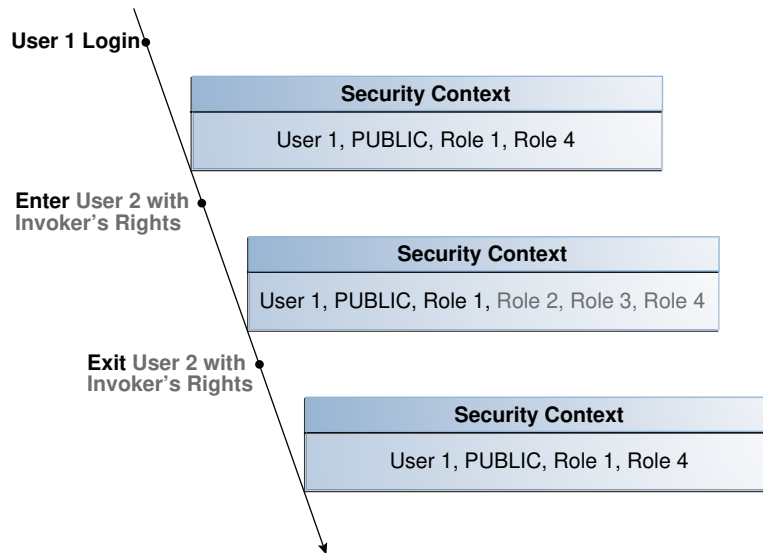 User 1 Login
Security Context
User 1, PUBLIC, Role 1, Role 4
Enter User 2 with
Invoker's Rights
Security Context
User 1, PUBLIC, Role 1, Role 2, Role 3, Role 4
Exit User 2 with
Invoker's Rights
Security Context
User 1, PUBLIC, Role 1, Role 4